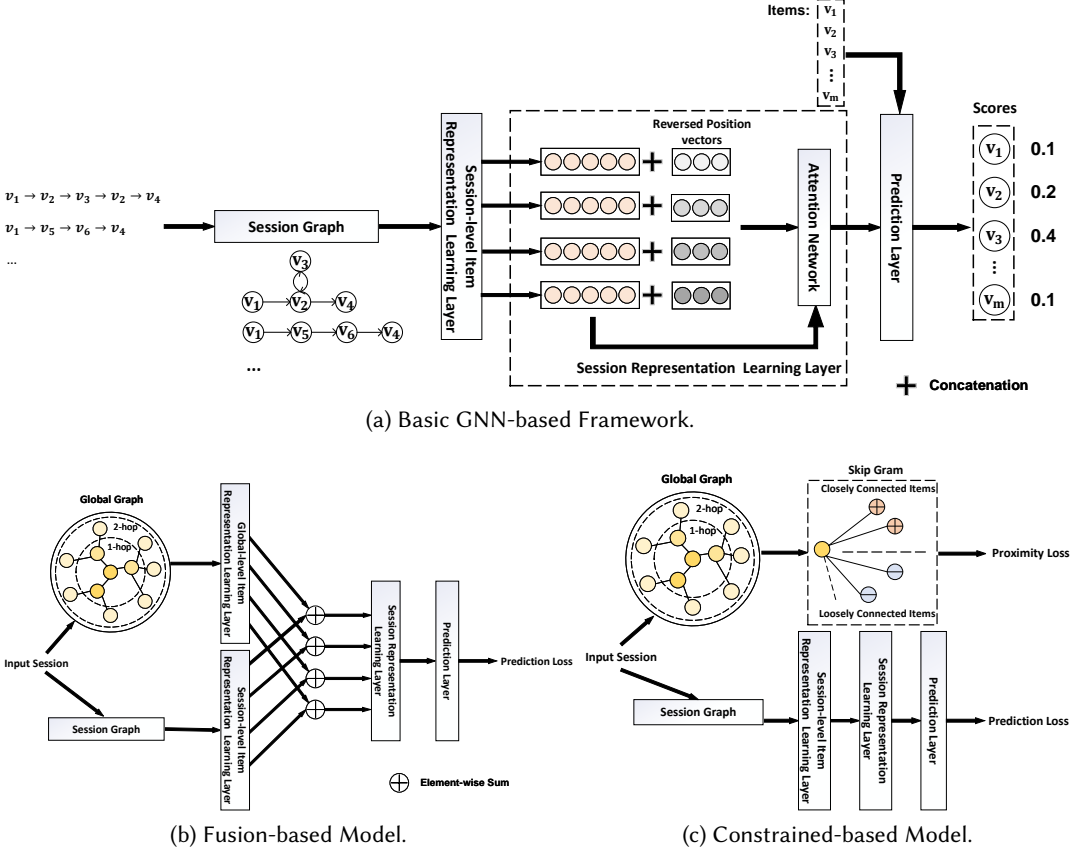 Items:
v₁
v₂
v₃
...
vₘ
Scores
v₁ 0.1
v₂ 0.2
v₃ 0.4
...
vₘ 0.1
Reversed Position
vectors
Session-level Item
Representation Learning Layer
Attention Network
Prediction Layer
v₁ → v₂ → v₃ → v₂ → v₄
v₁ → v₅ → v₆ → v₄
...
Session Graph
v₃
v₁ v₂ v₄
v₁ v₅ v₆ v₄
...
Session Representation Learning Layer
+ Concatenation
(a) Basic GNN-based Framework.
Global Graph
2-hop
1-hop
Global-level Item
Representation Learning Layer
Session-level Item
Representation Learning Layer
Session Representation
Learning Layer
Prediction Layer
Prediction Loss
Input Session
Session Graph
Element-wise Sum
(b) Fusion-based Model.
Global Graph
2-hop
1-hop
Skip Gram
Closely Connected Items
Loosely Connected Items
Proximity Loss
Input Session
Session Graph
Session-level Item
Representation Learning Layer
Session Representation
Learning Layer
Prediction Layer
Prediction Loss
(c) Constrained-based Model.